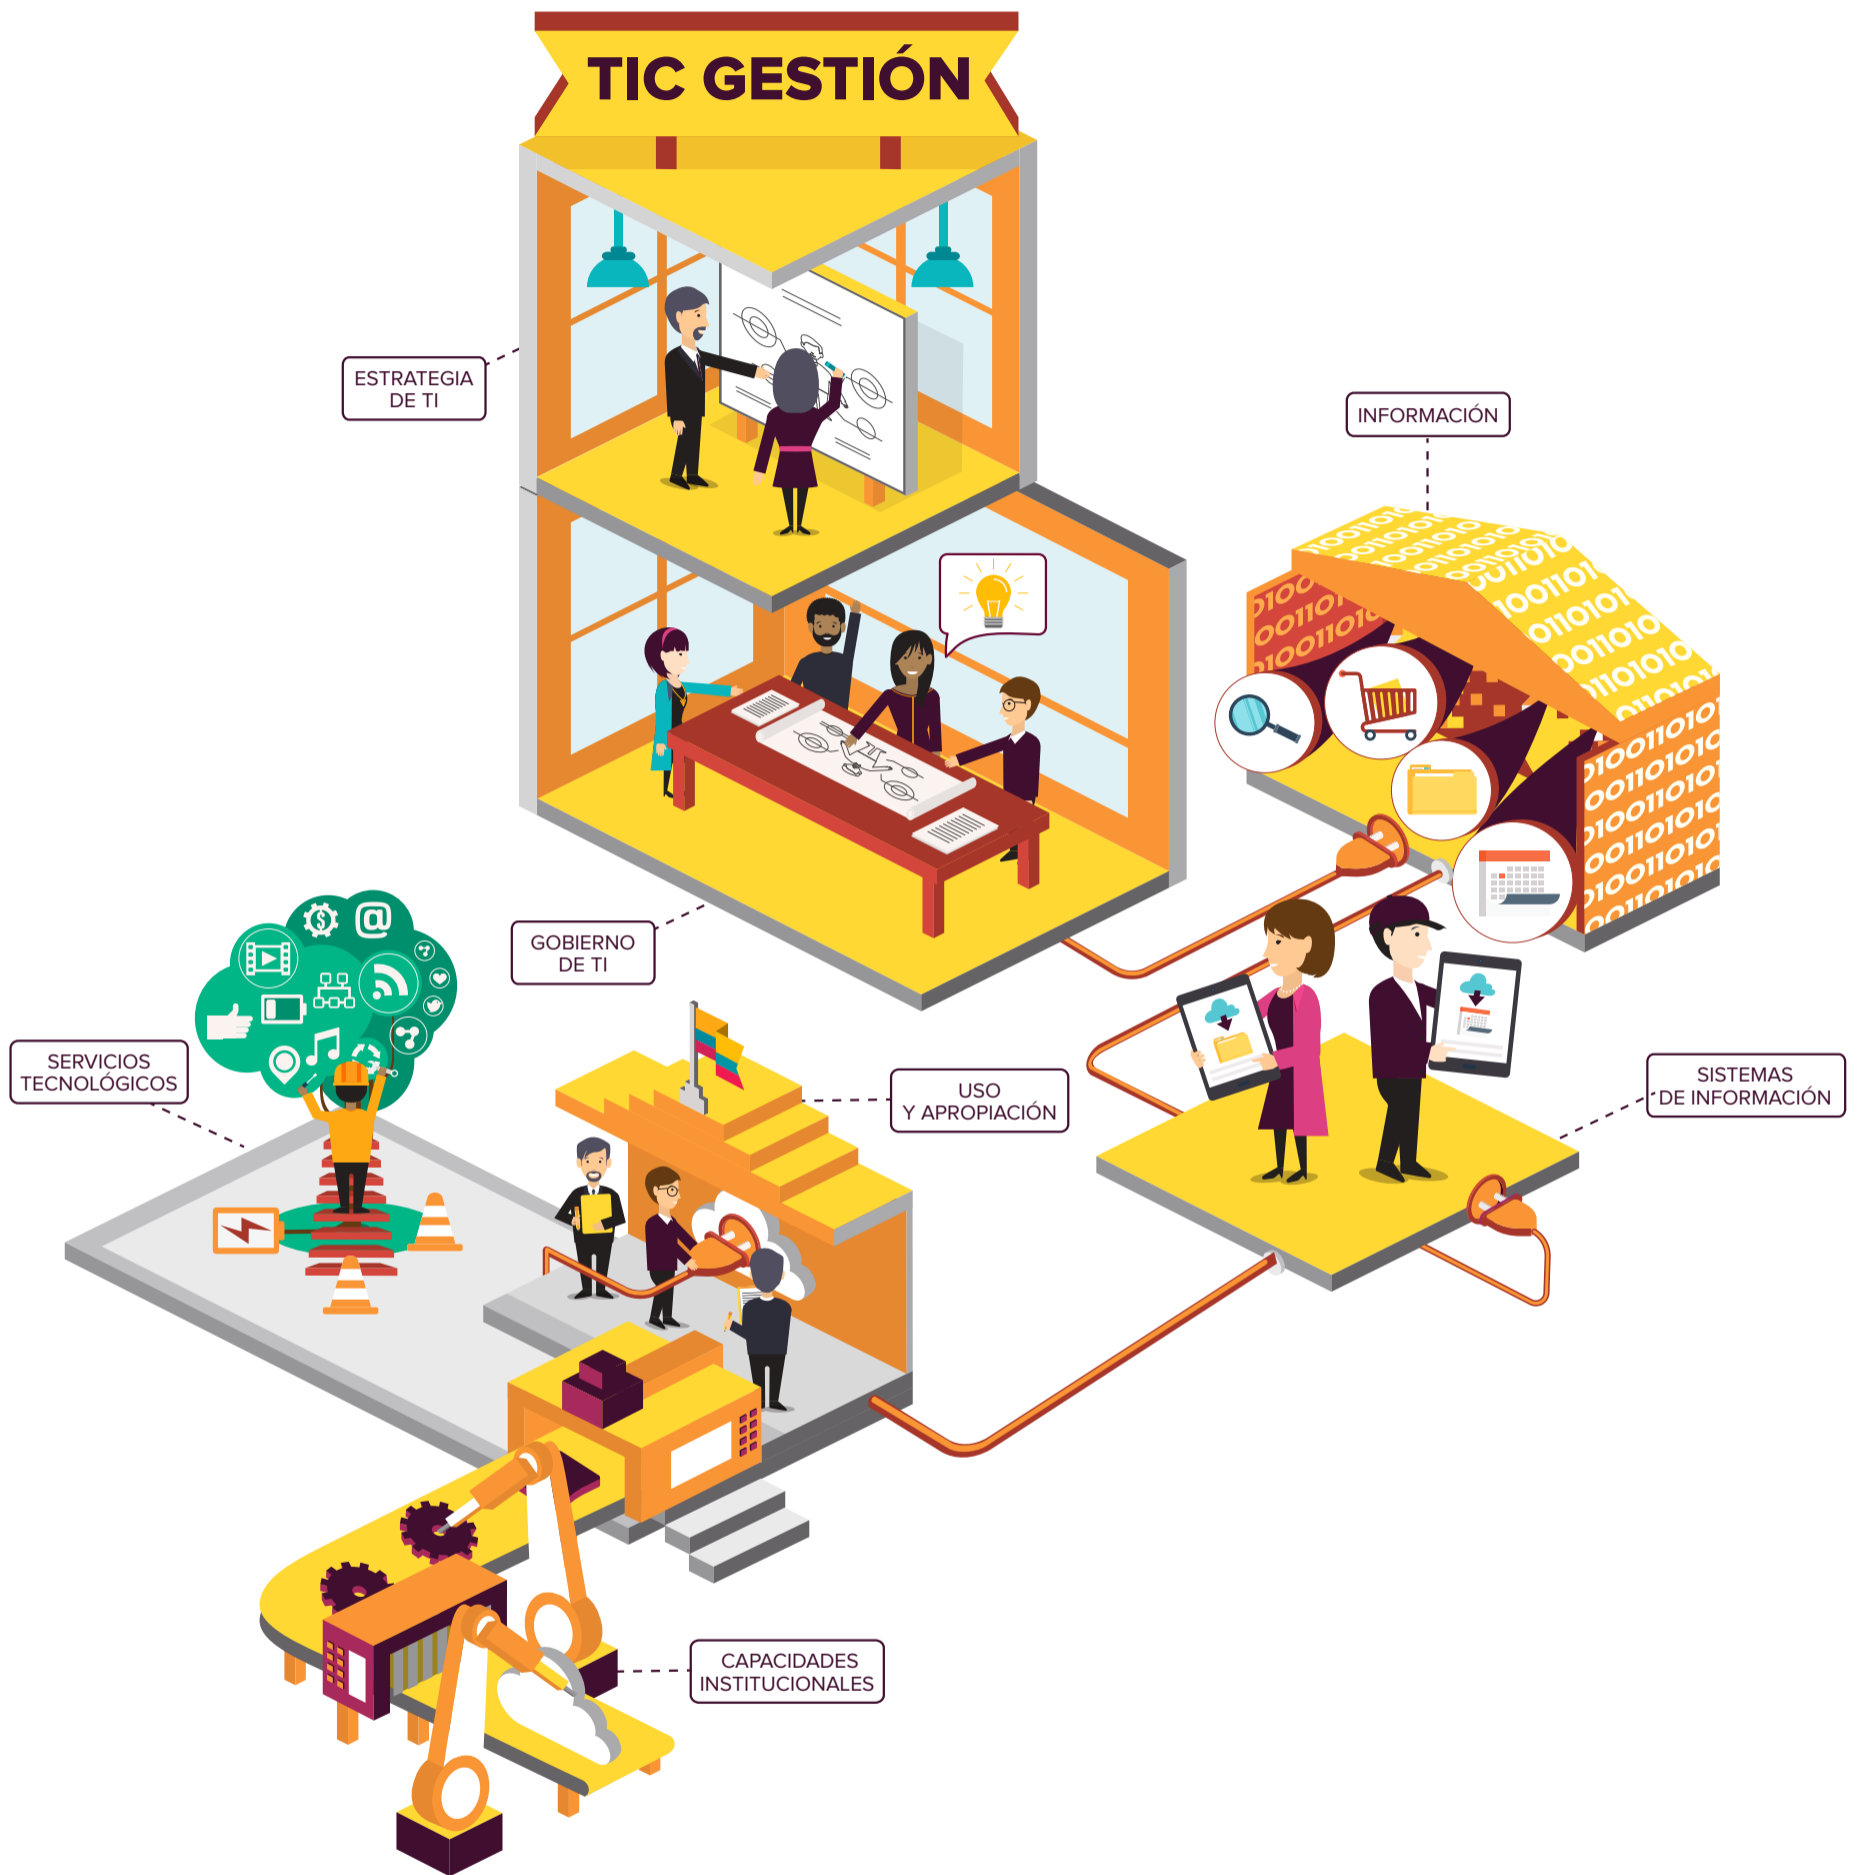 TIC GESTIÓN
ESTRATEGIA
DE TI
INFORMACIÓN
GOBIERNO
DE TI
SERVICIOS
TECNOLÓGICOS
USO
Y APROPIACIÓN
SISTEMAS
DE INFORMACIÓN
CAPACIDADES
INSTITUCIONALES